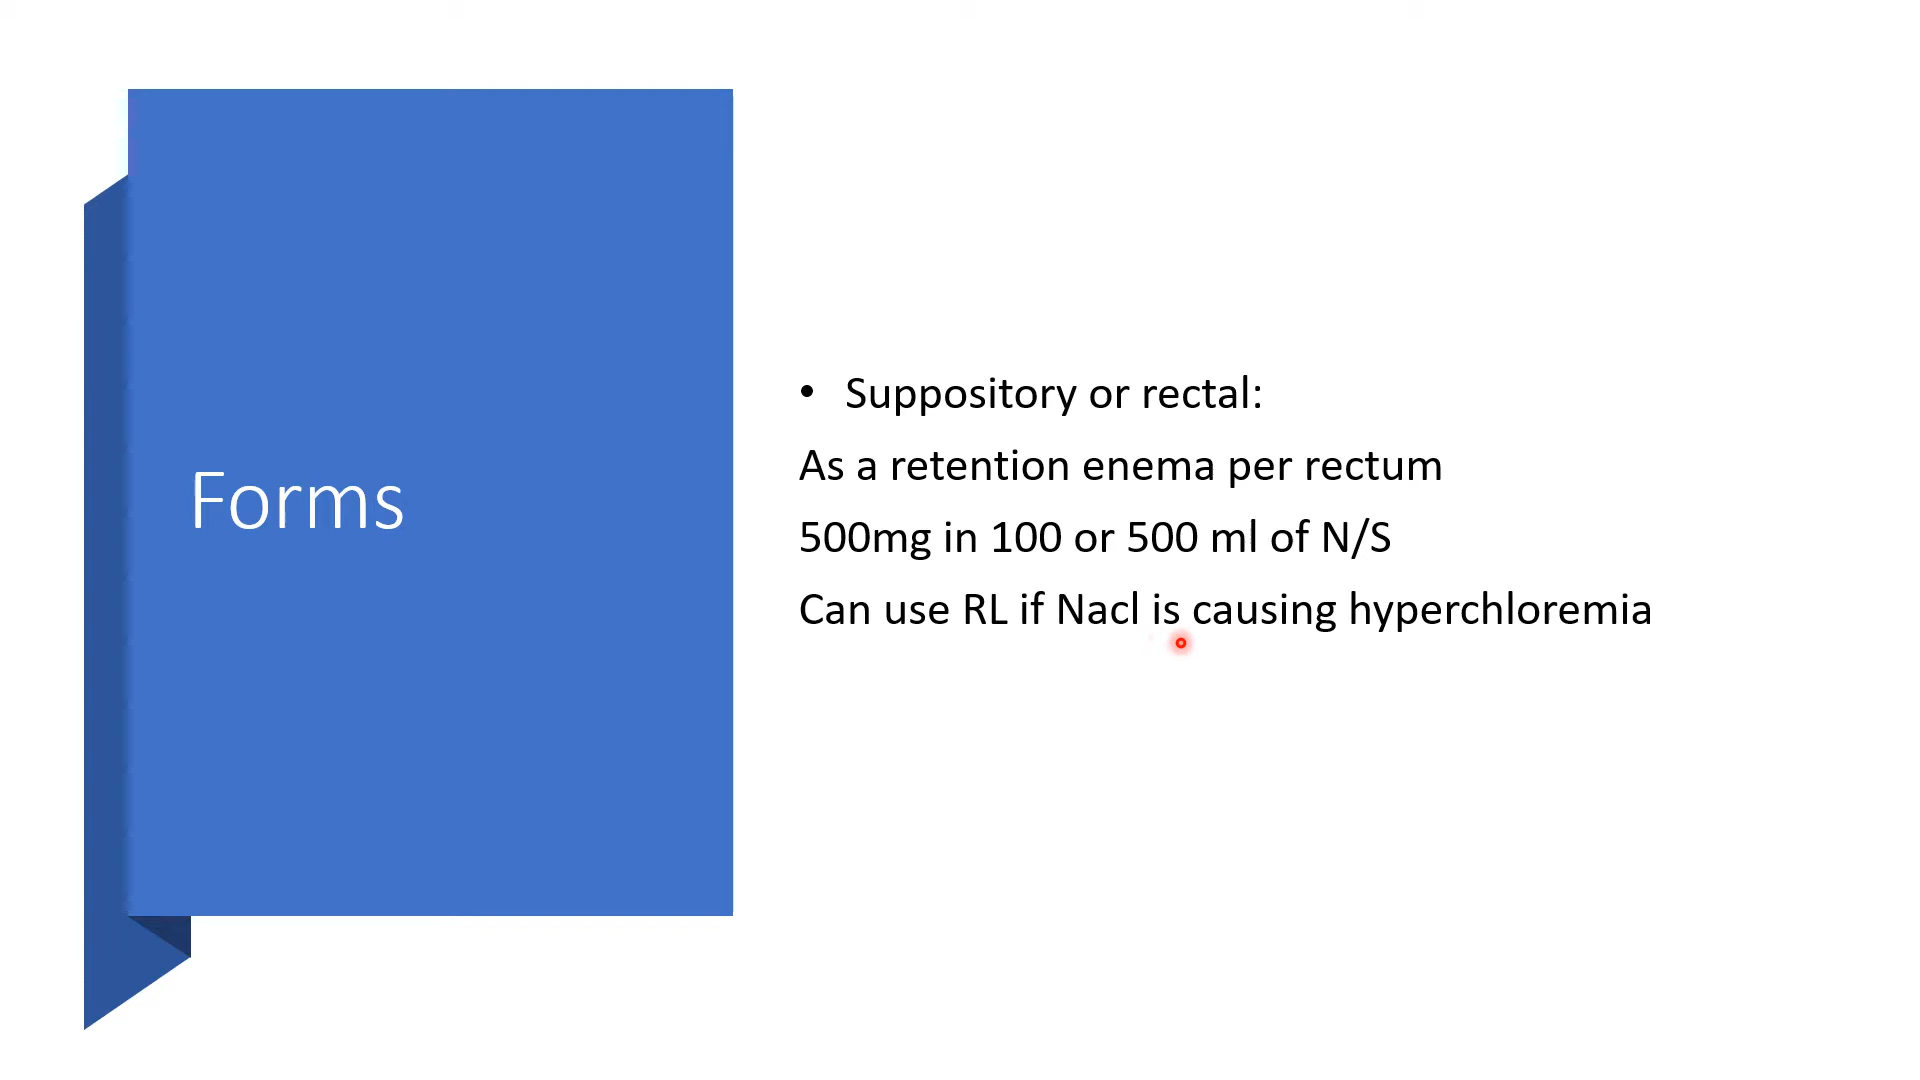 Forms
• Suppository or rectal:
As a retention enema per rectum
500mg in 100 or 500 ml of N/S
Can use RL if Nacl is causing hyperchloremia